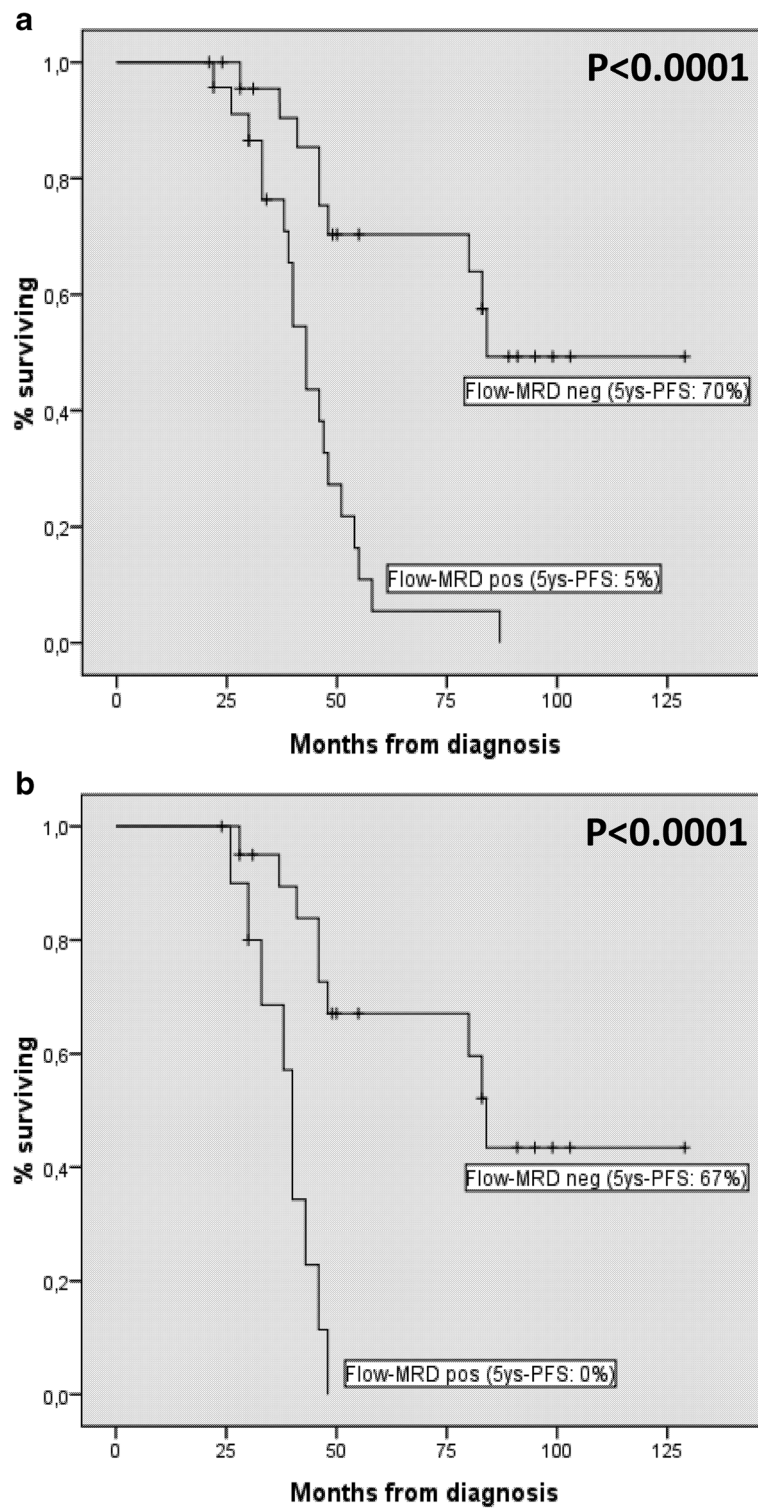 a
P<0.0001
1,0
0,8
0,6
0,4
0,2
0,0
% surviving
Flow-MRD neg (5ys-PFS: 70%)
Flow-MRD pos (5ys-PFS: 5%)
0 25 50 75 100 125
Months from diagnosis
b
P<0.0001
1,0
0,8
0,6
0,4
0,2
0,0
% surviving
Flow-MRD neg (5ys-PFS: 67%)
Flow-MRD pos (5ys-PFS: 0%)
0 25 50 75 100 125
Months from diagnosis